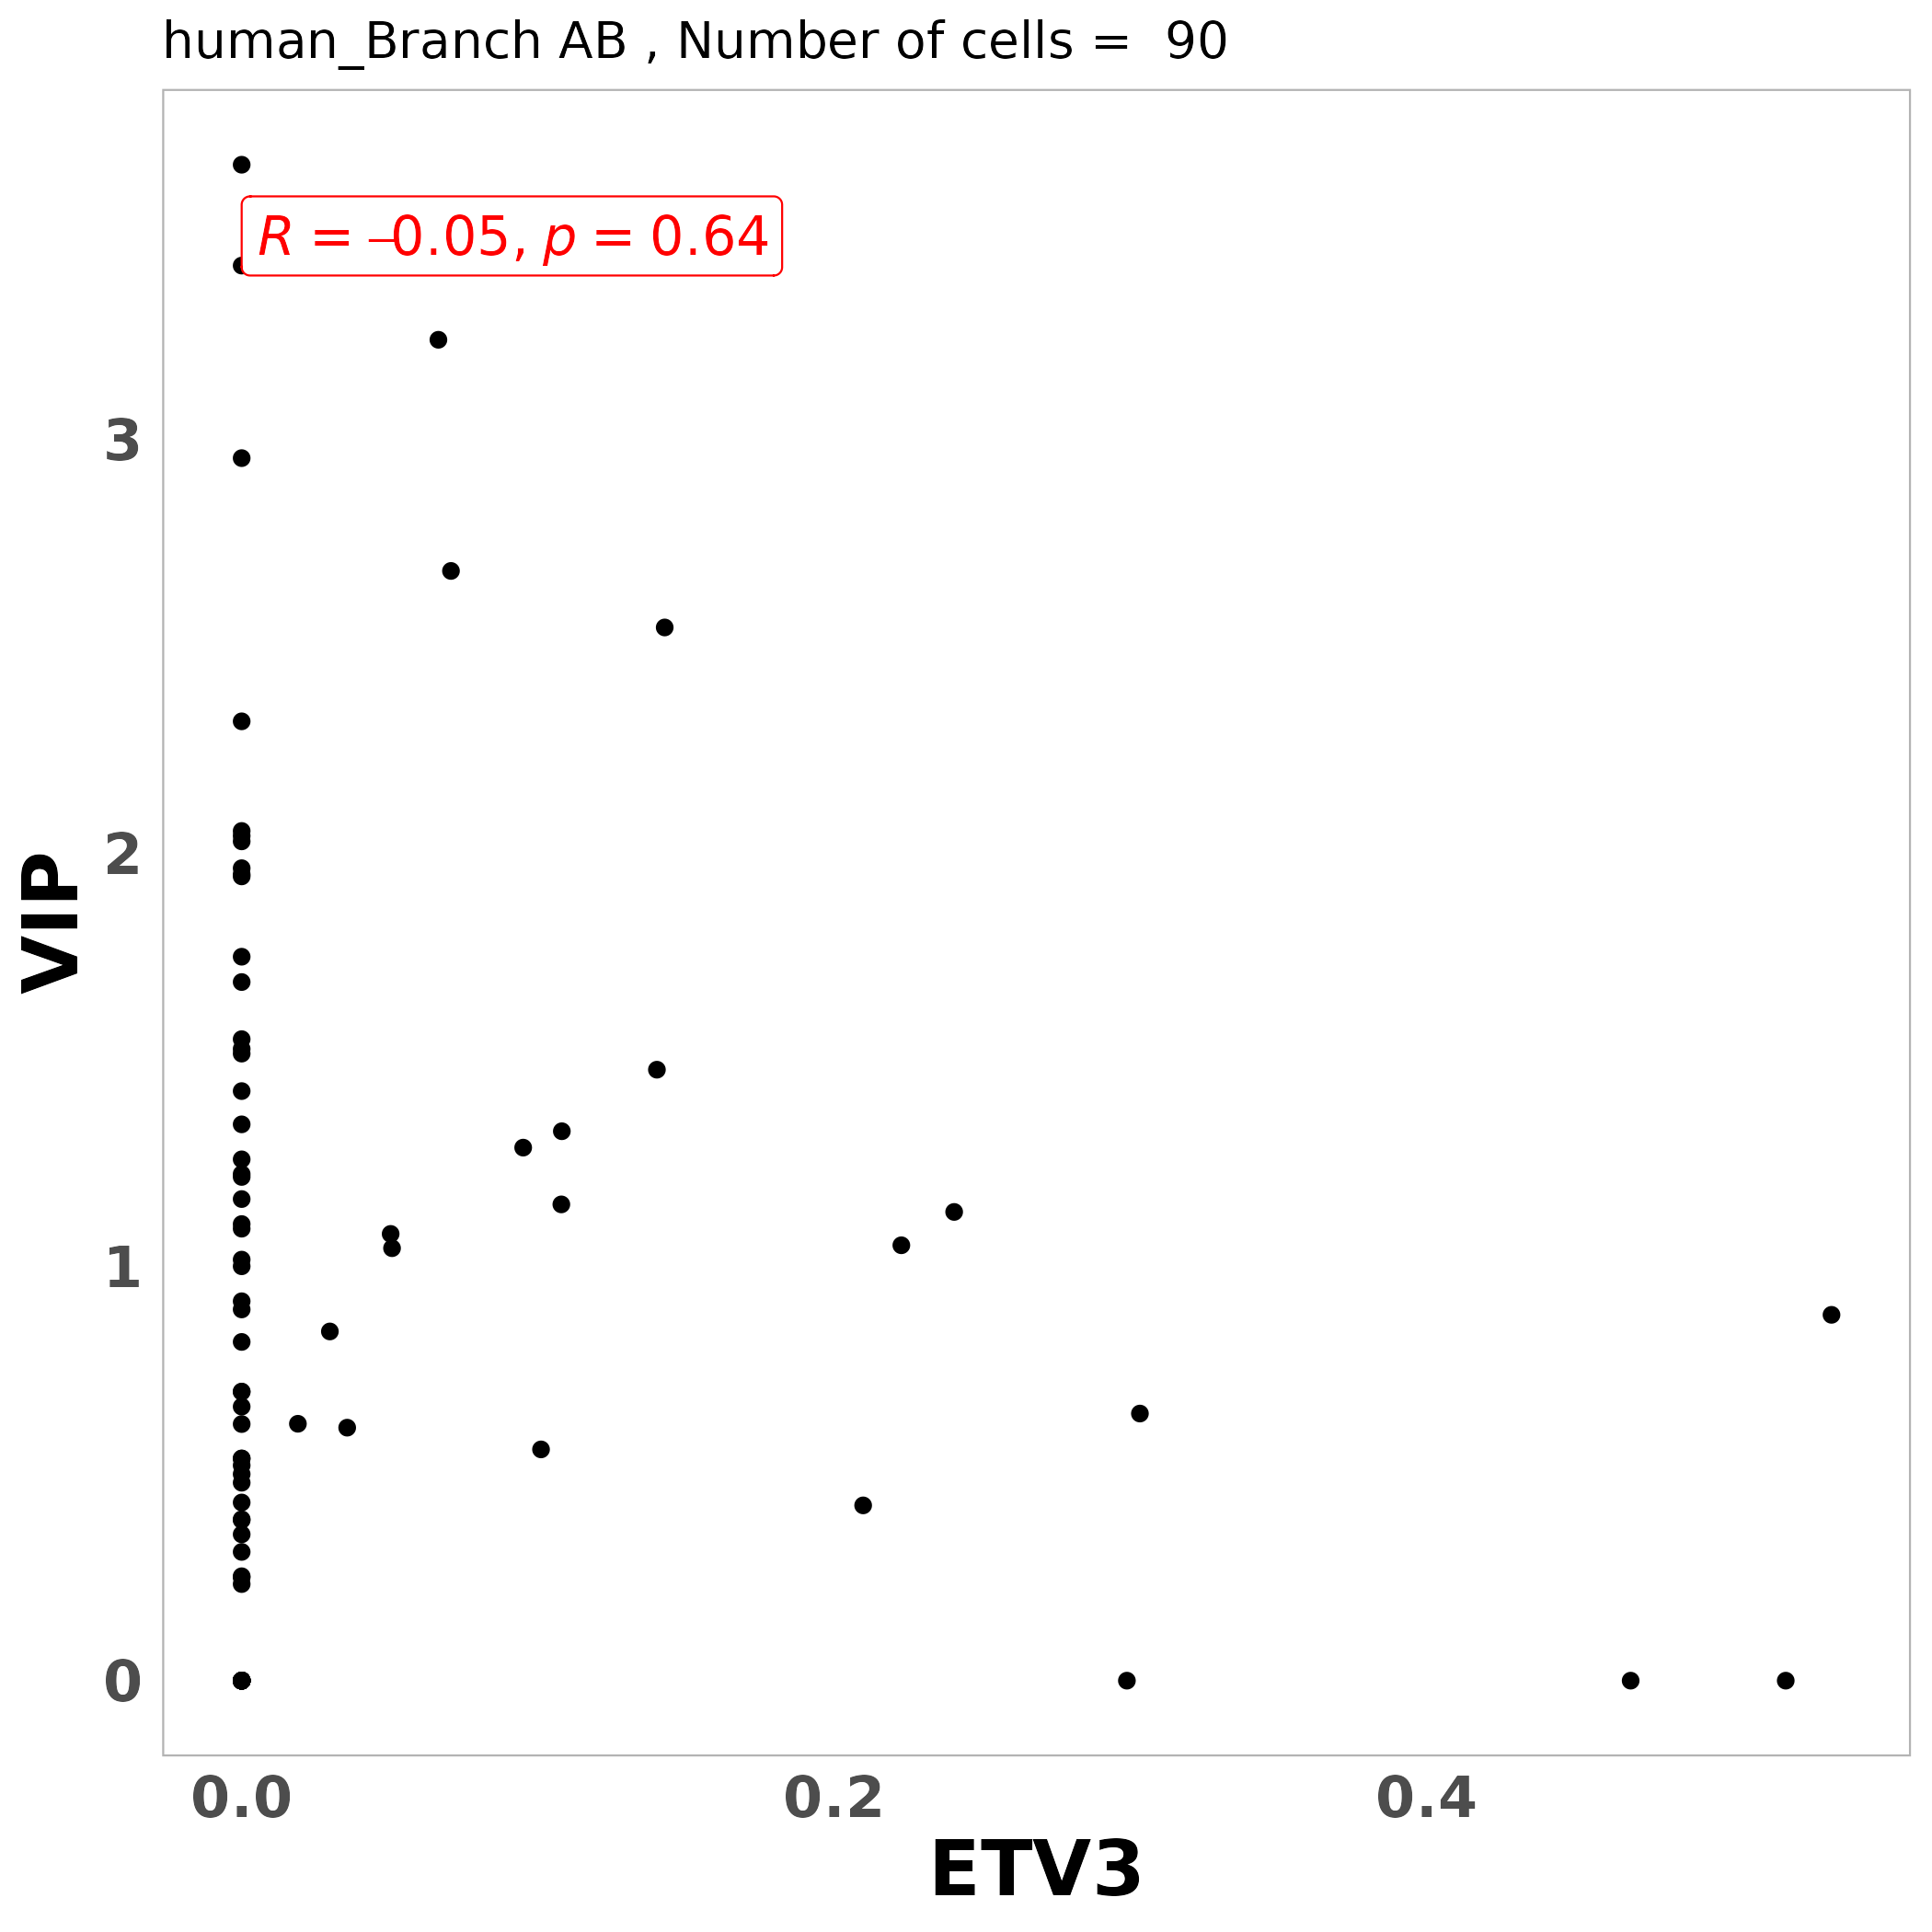 human_Branch AB , Number of cells =  90
R = –0.05, p = 0.64
3
2
1
0
VIP
0.0 0.2 0.4
ETV3